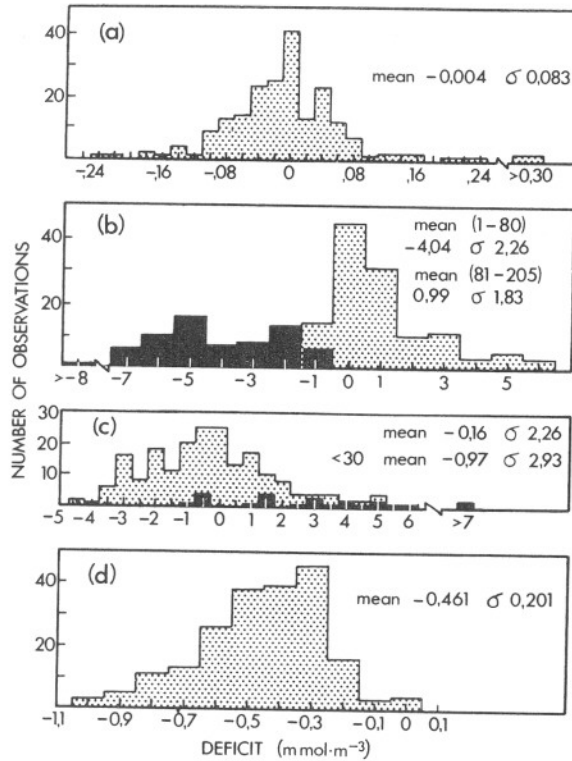 (a)
40
20
mean -0,004 σ 0,083
-,24 -,16 -,08 0 ,08 ,16 ,24 >0,30
(b)
40
20
mean (1-80)
-4,04 σ 2,26
mean (81-205)
0,99 σ 1,83
>-8 -7 -5 -3 -1 0 1 3 5
NUMBER OF OBSERVATIONS
(c)
30
20
10
mean -0,16 σ 2,26
<30 mean -0,97 σ 2,93
-5 -4 -3 -2 -1 0 1 2 3 4 5 6 >7
(d)
40
20
mean -0,461 σ 0,201
-1,1 -0,9 -0,7 -0,5 -0,3 -0,1 0 0,1
DEFICIT (mmol·m⁻³)